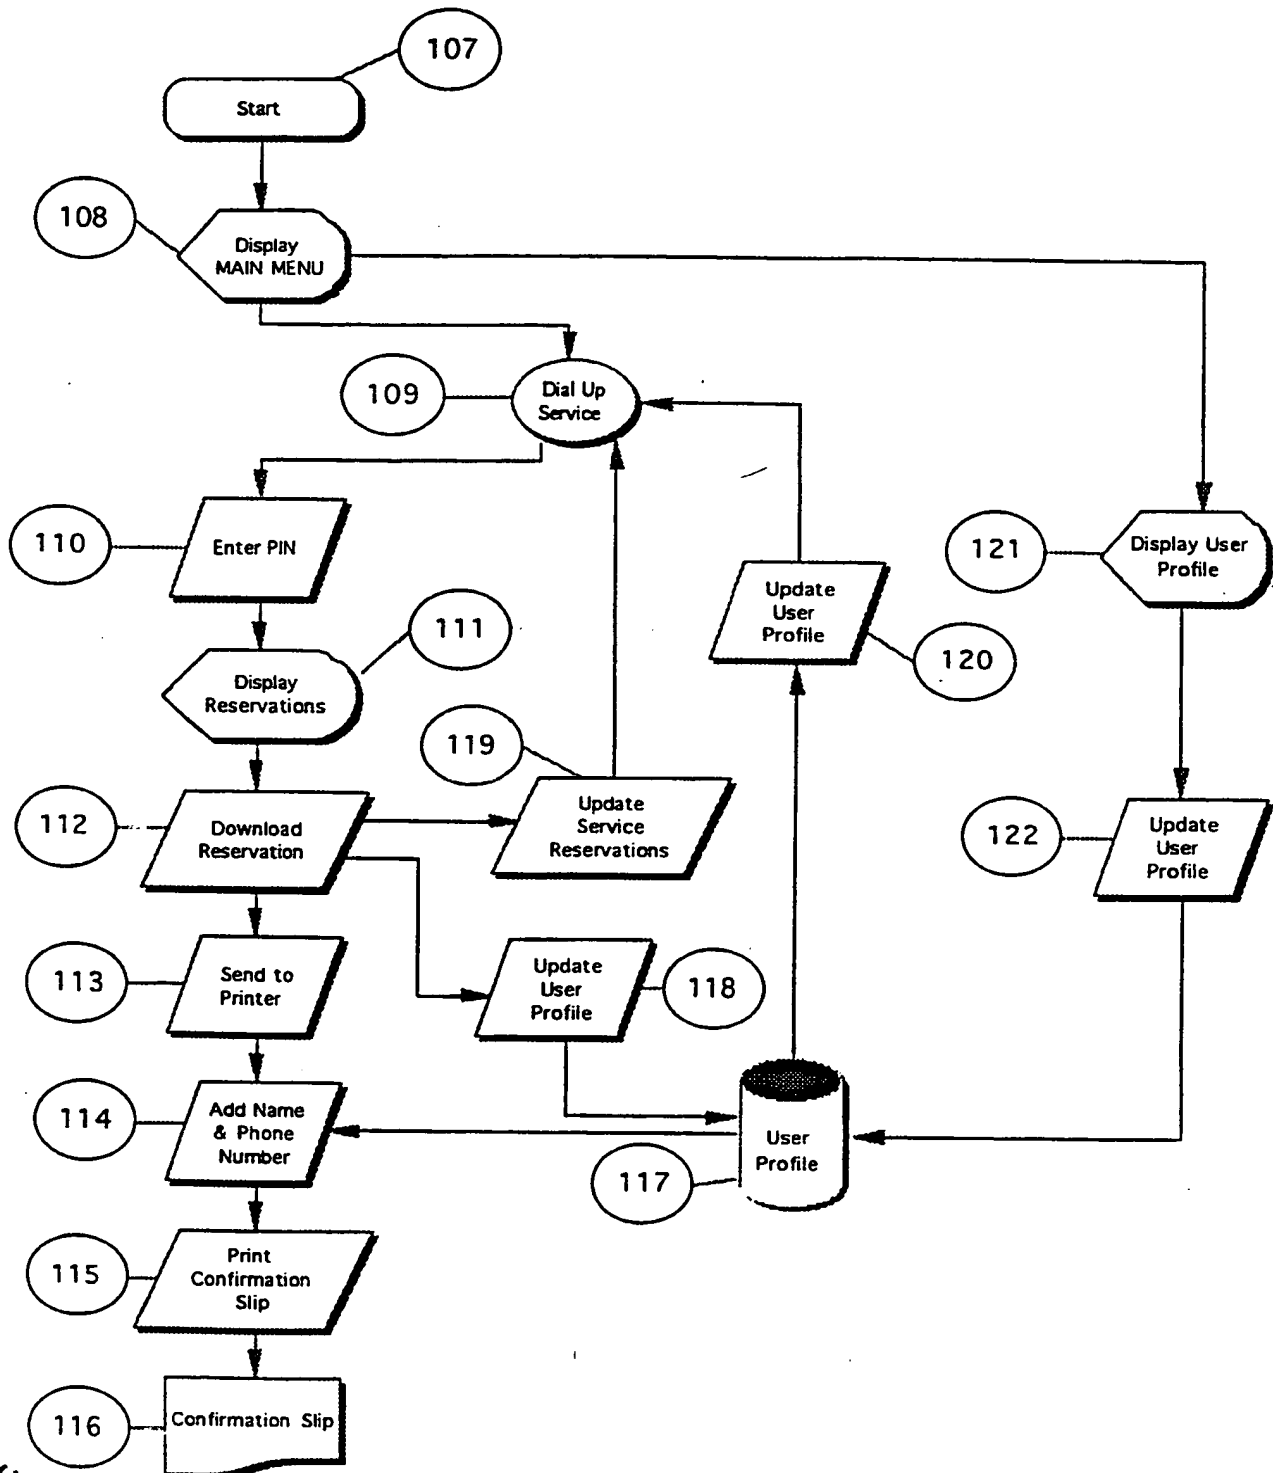 107
Start
108
Display
MAIN MENU
109
Dial Up
Service
110
Enter PIN
121
Display User
Profile
Update
User
Profile
111
120
Display
Reservations
119
112
Download
Reservation
Update
Service
Reservations
122
Update
User
Profile
113
Send to
Printer
Update
User
Profile
118
114
Add Name
& Phone
Number
User
Profile
117
115
Print
Confirmation
Slip
116
Confirmation Slip